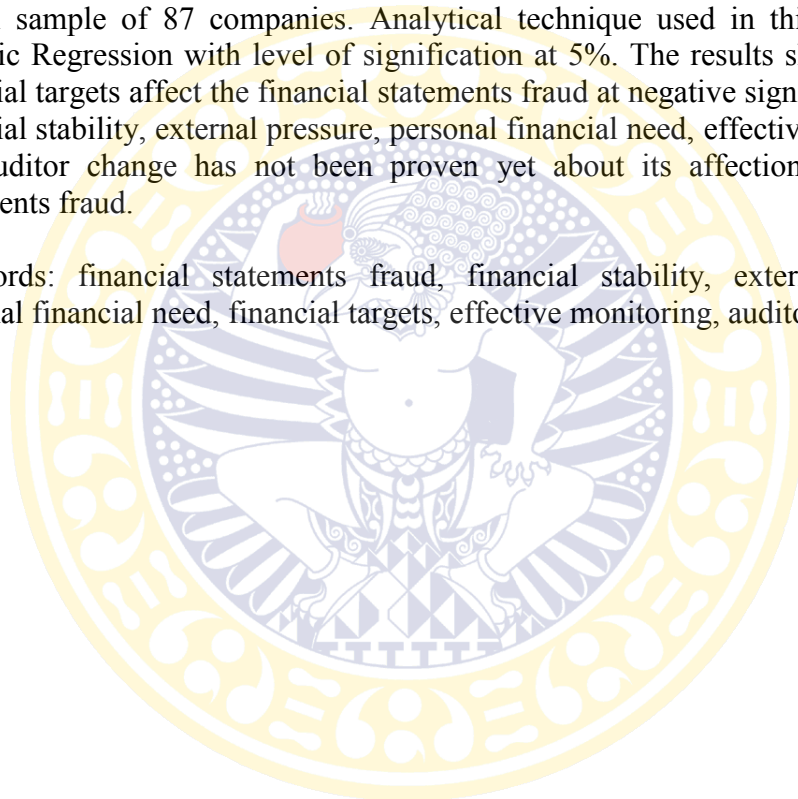 sample of 87 companies. Analytical technique used in thi
ic Regression with level of signification at 5%. The results s
ial targets affect the financial statements fraud at negative sign
ial stability, external pressure, personal financial need, effectiv
uditor change has not been proven yet about its affection
ents fraud.
ords: financial statements fraud, financial stability, exter
al financial need, financial targets, effective monitoring, audito